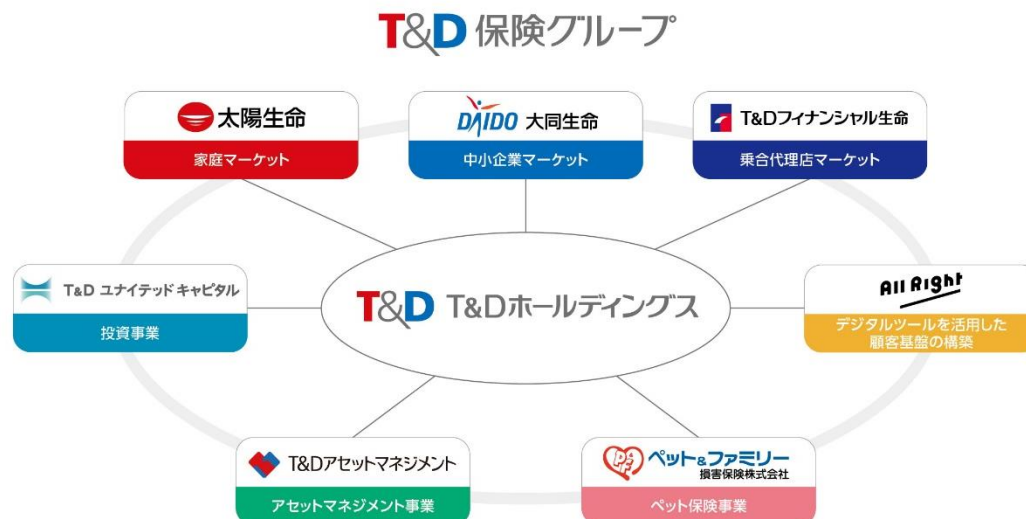 T&D 保険グループ
太陽生命
家庭マーケット
DAIDO 大同生命
中小企業マーケット
T&Dフィナンシャル生命
乗合代理店マーケット
T&D ユナイテッド キャピタル
投資事業
T&D T&Dホールディングス
All Right
デジタルツールを活用した
顧客基盤の構築
T&Dアセットマネジメント
アセットマネジメント事業
PAF
ペット&ファミリー
損害保険株式会社
ペット保険事業